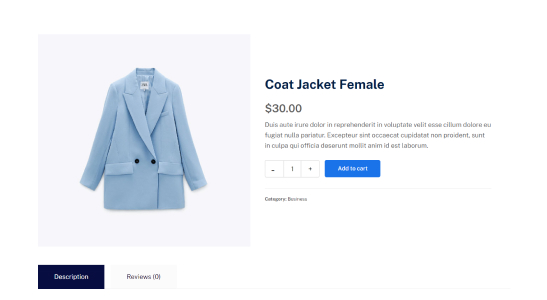 Coat Jacket Female
$30.00
Duis aute irure dolor in reprehenderit in voluptate velit esse cillum dolore eu
fugiat nulla pariatur. Excepteur sint occaecat cupidatat non proident, sunt
in culpa qui officia deserunt mollit anim id est laborum.
- 1 + Add to cart
Category: Business
Description Reviews (0)